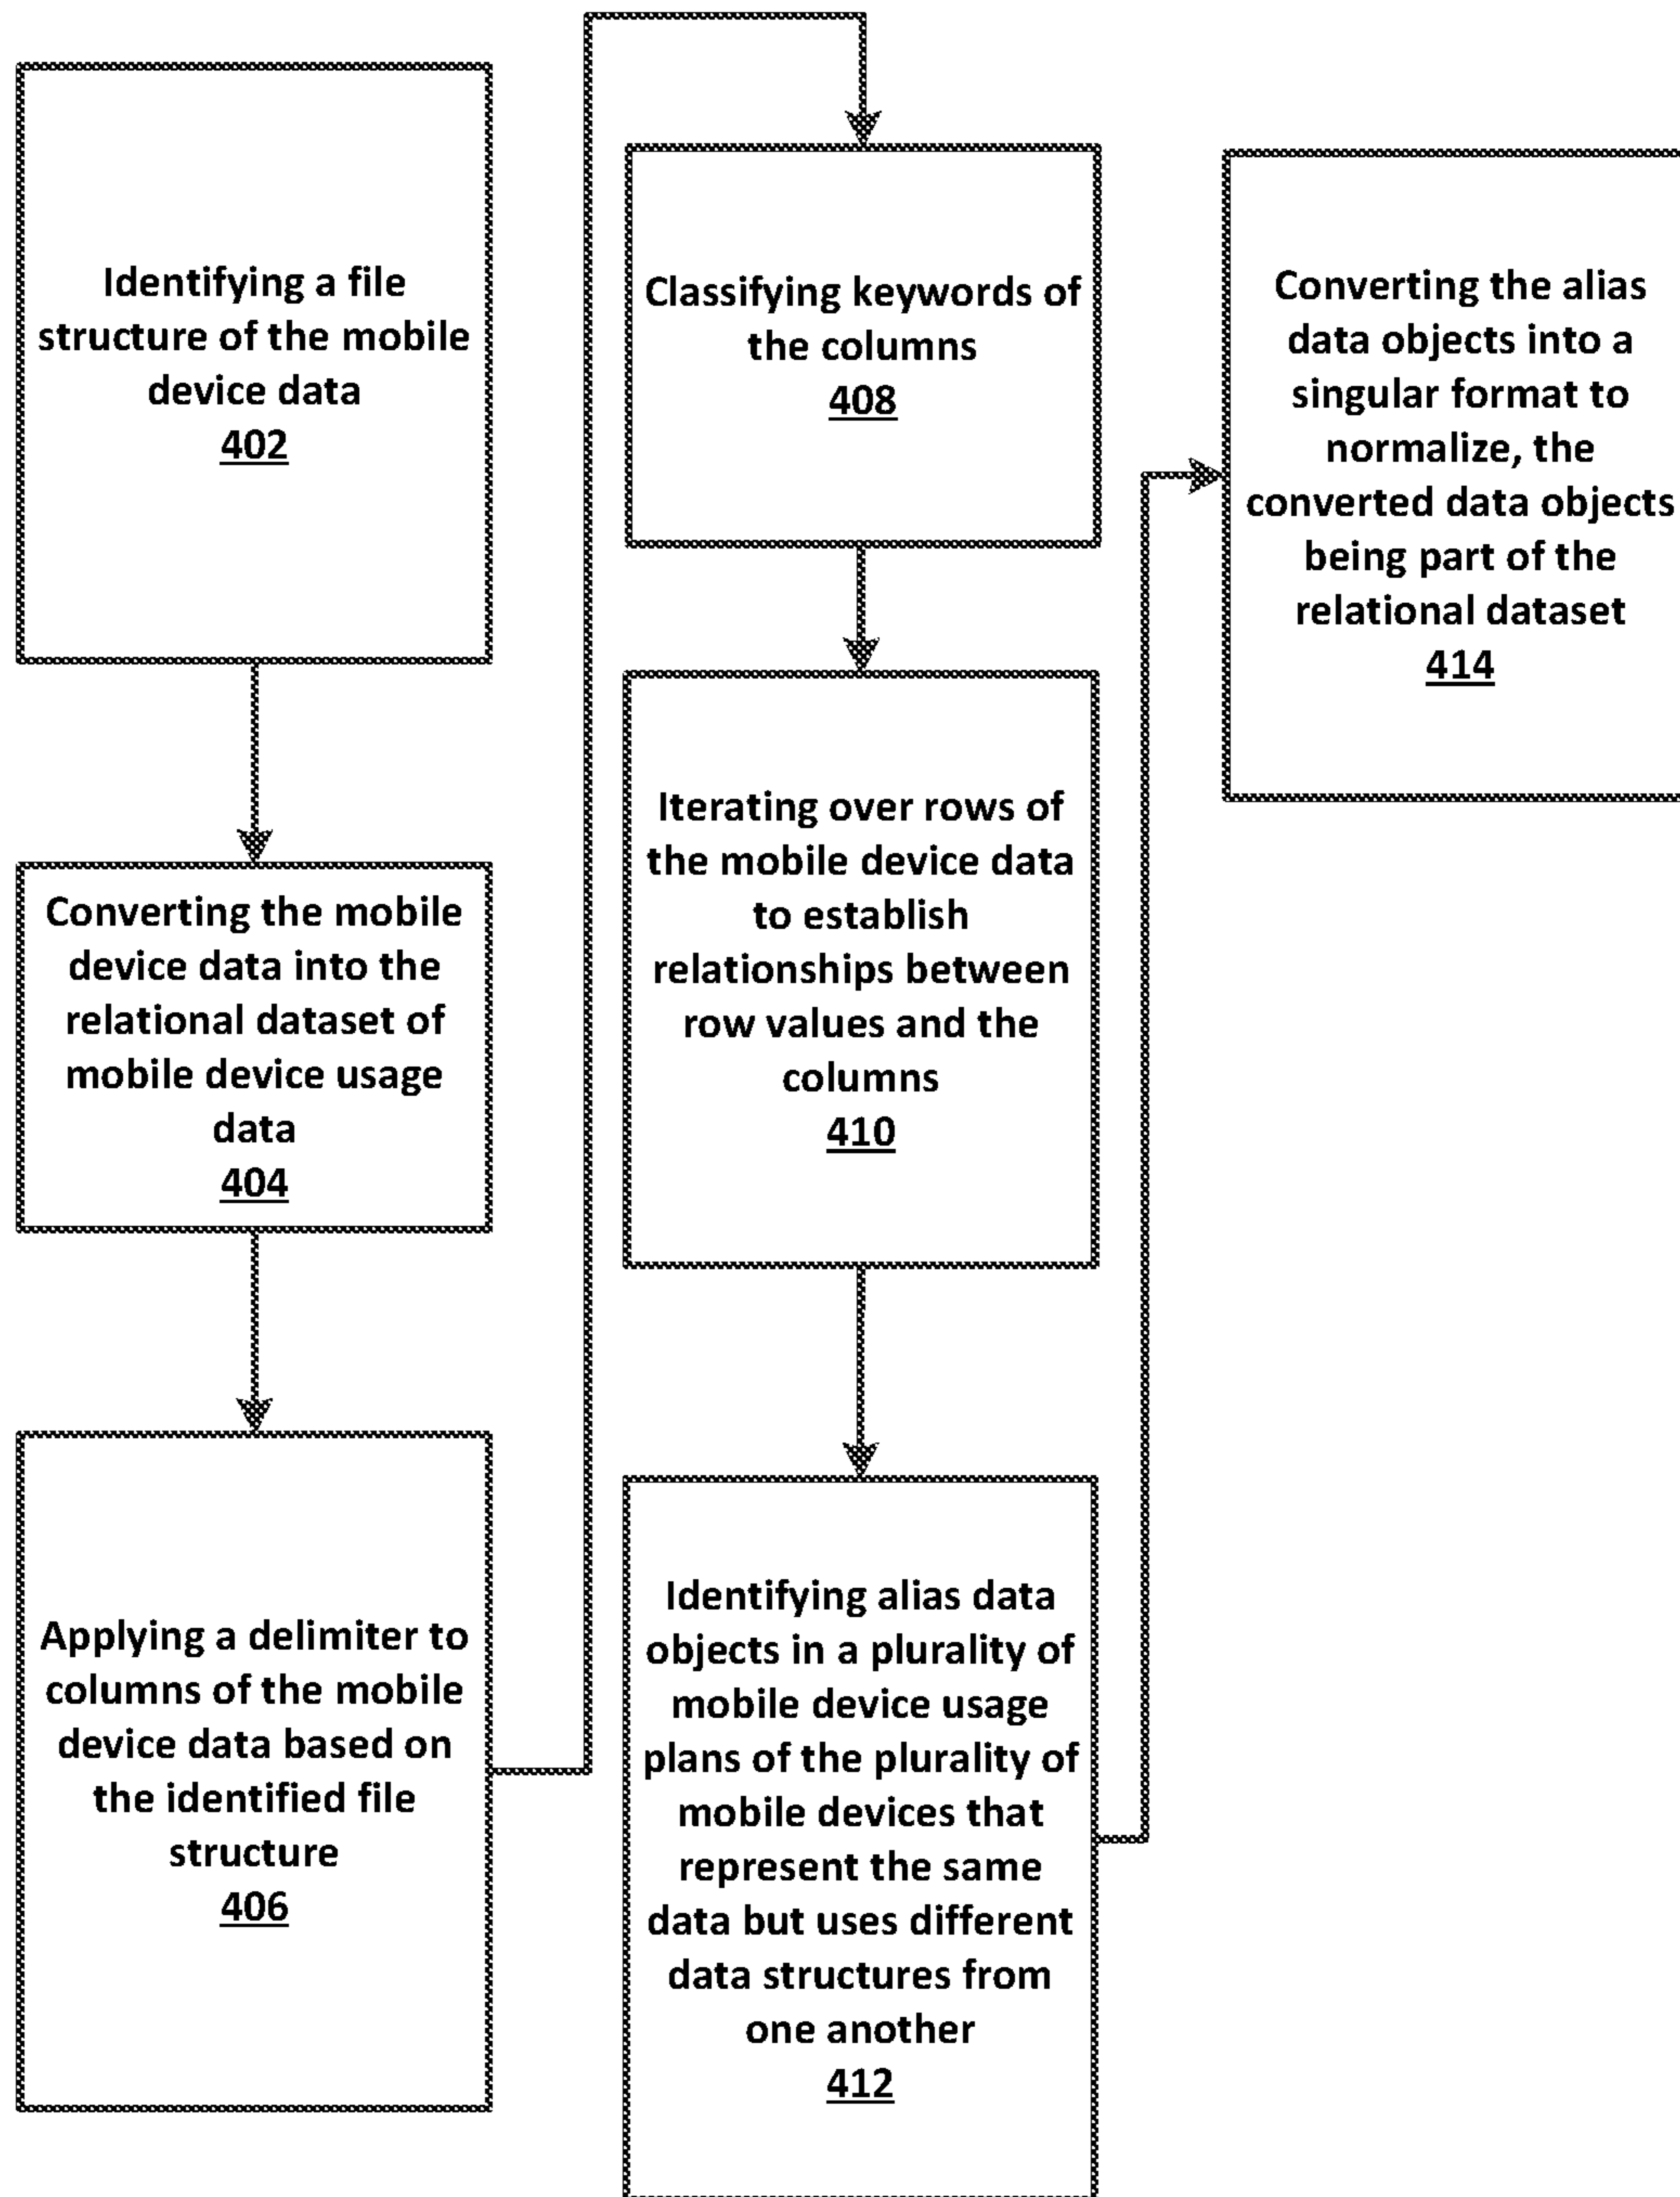 Identifying a file
structure of the mobile
device data
402
Converting the mobile
device data into the
relational dataset of
mobile device usage
data
404
Applying a delimiter to
columns of the mobile
device data based on
the identified file
structure
406
Classifying keywords of
the columns
408
Iterating over rows of
the mobile device data
to establish
relationships between
row values and the
columns
410
Identifying alias data
objects in a plurality of
mobile device usage
plans of the plurality of
mobile devices that
represent the same
data but uses different
data structures from
one another
412
Converting the alias
data objects into a
singular format to
normalize, the
converted data objects
being part of the
relational dataset
414